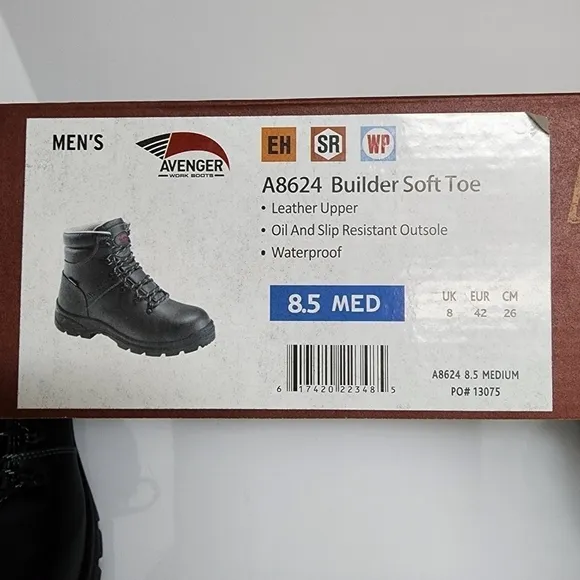 MEN'S
AVENGER
WORK BOOTS
EH SR WP
A8624 Builder Soft Toe
• Leather Upper
• Oil And Slip Resistant Outsole
• Waterproof
8.5 MED
UK EUR CM
8 42 26
6 17420 22348 5
A8624 8.5 MEDIUM
PO# 13075